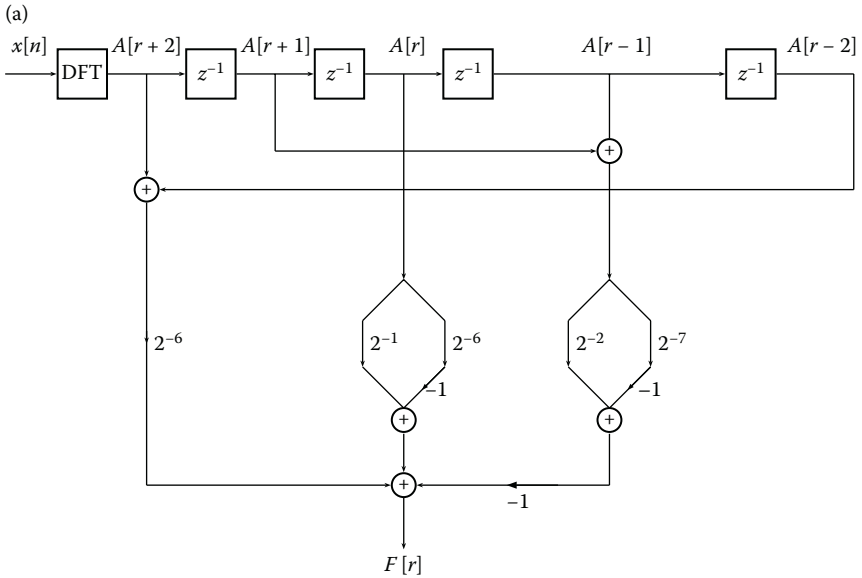 (a)
x[n] A[r + 2] A[r + 1] A[r] A[r − 1] A[r − 2]
DFT z⁻¹ z⁻¹ z⁻¹ z⁻¹
+
+
2⁻⁶ 2⁻¹ 2⁻⁶ 2⁻² 2⁻⁷
−1 −1
+ +
+
−1
F[r]